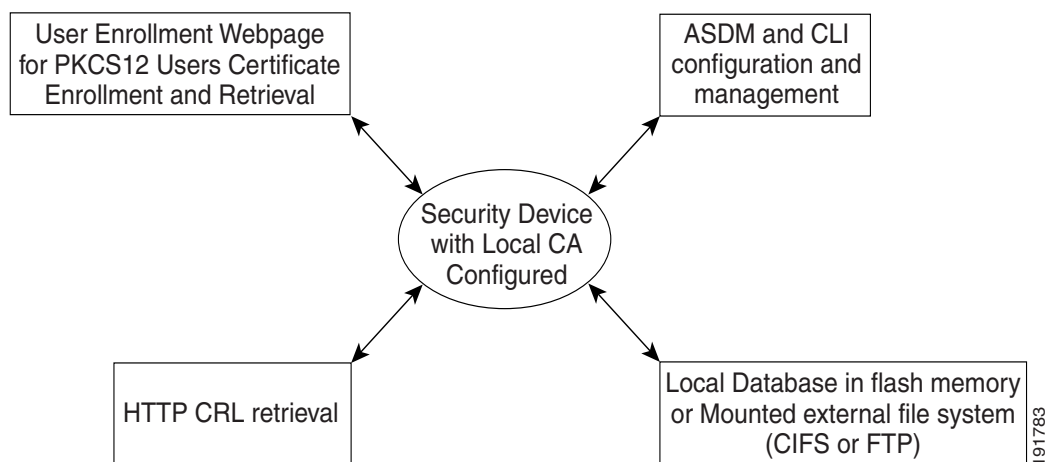 User Enrollment Webpage
for PKCS12 Users Certificate
Enrollment and Retrieval
ASDM and CLI
configuration and
management
Security Device
with Local CA
Configured
HTTP CRL retrieval
Local Database in flash memory
or Mounted external file system
(CIFS or FTP)
191783